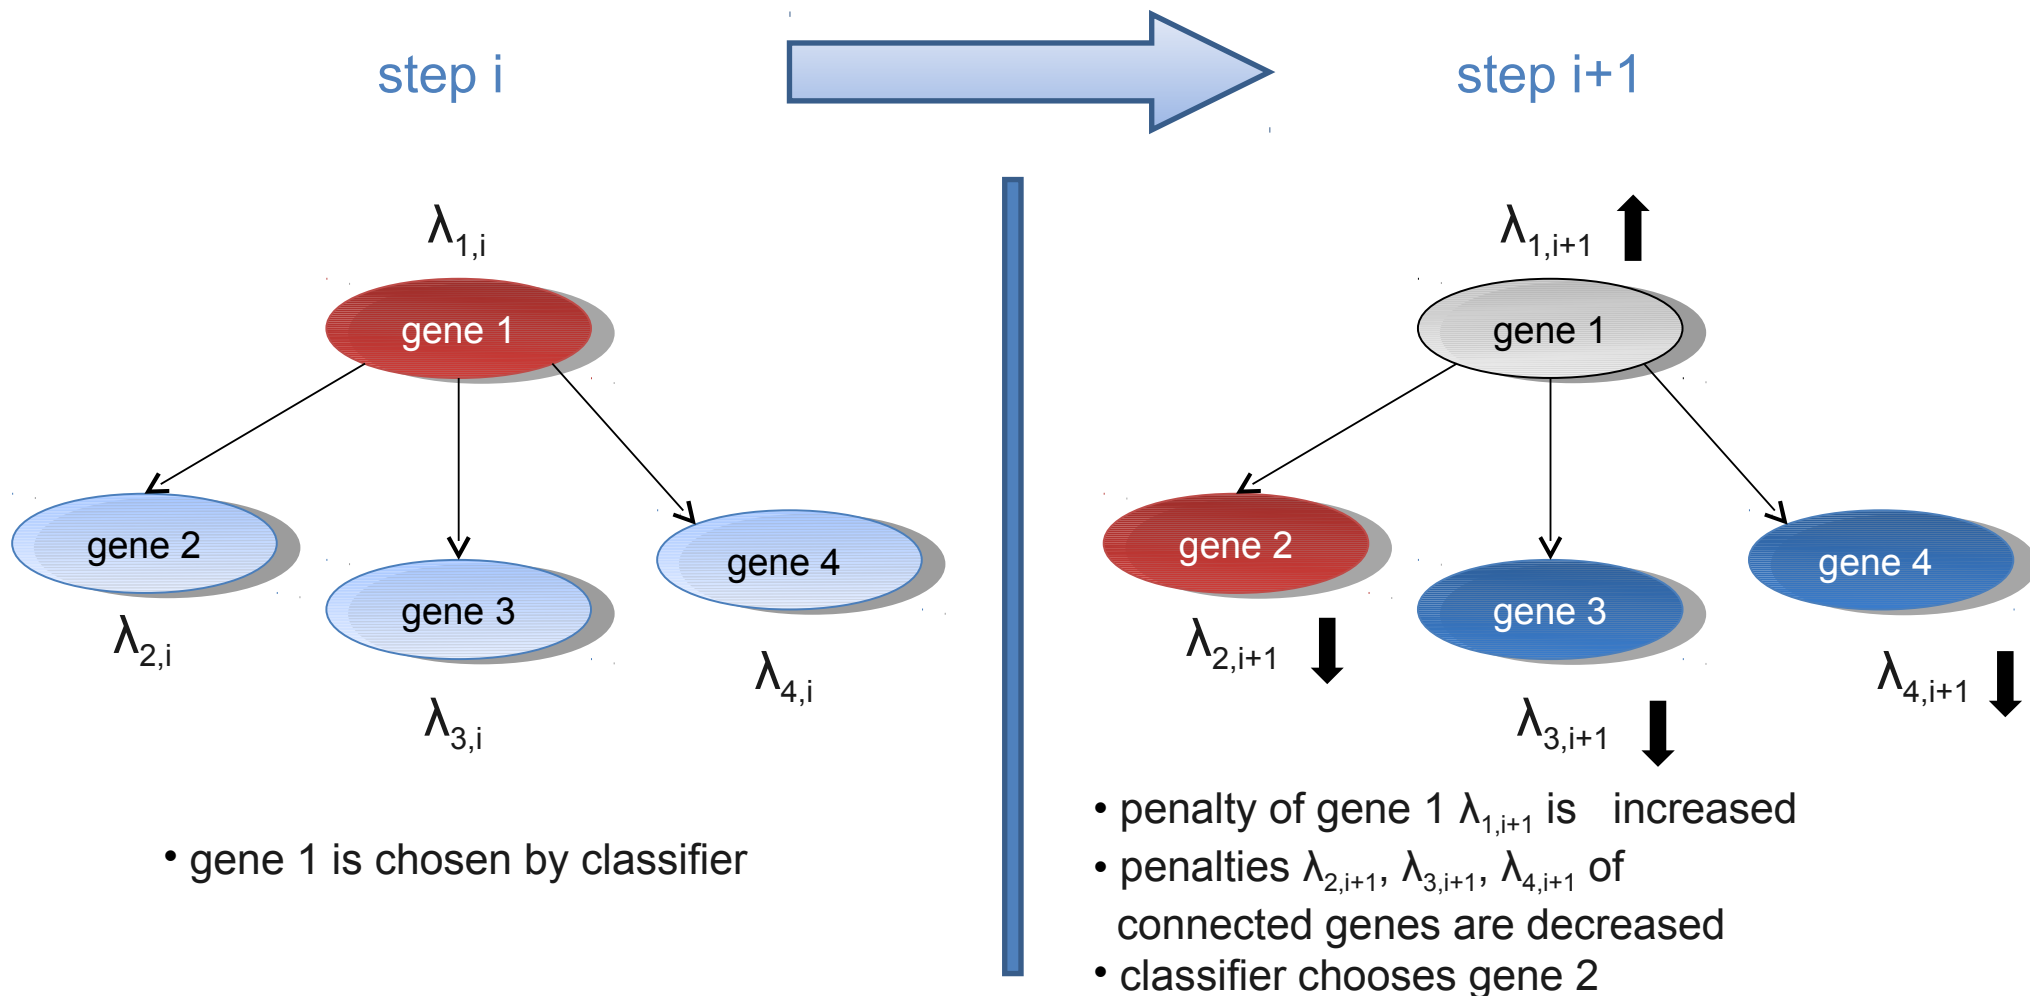 step i
step i+1
λ1,i
gene 1
gene 2
gene 3
gene 4
λ2,i
λ3,i
λ4,i
• gene 1 is chosen by classifier
λ1,i+1
gene 1
gene 2
gene 3
gene 4
λ2,i+1
λ3,i+1
λ4,i+1
• penalty of gene 1 λ1,i+1 is increased
• penalties λ2,i+1, λ3,i+1, λ4,i+1 of
connected genes are decreased
• classifier chooses gene 2